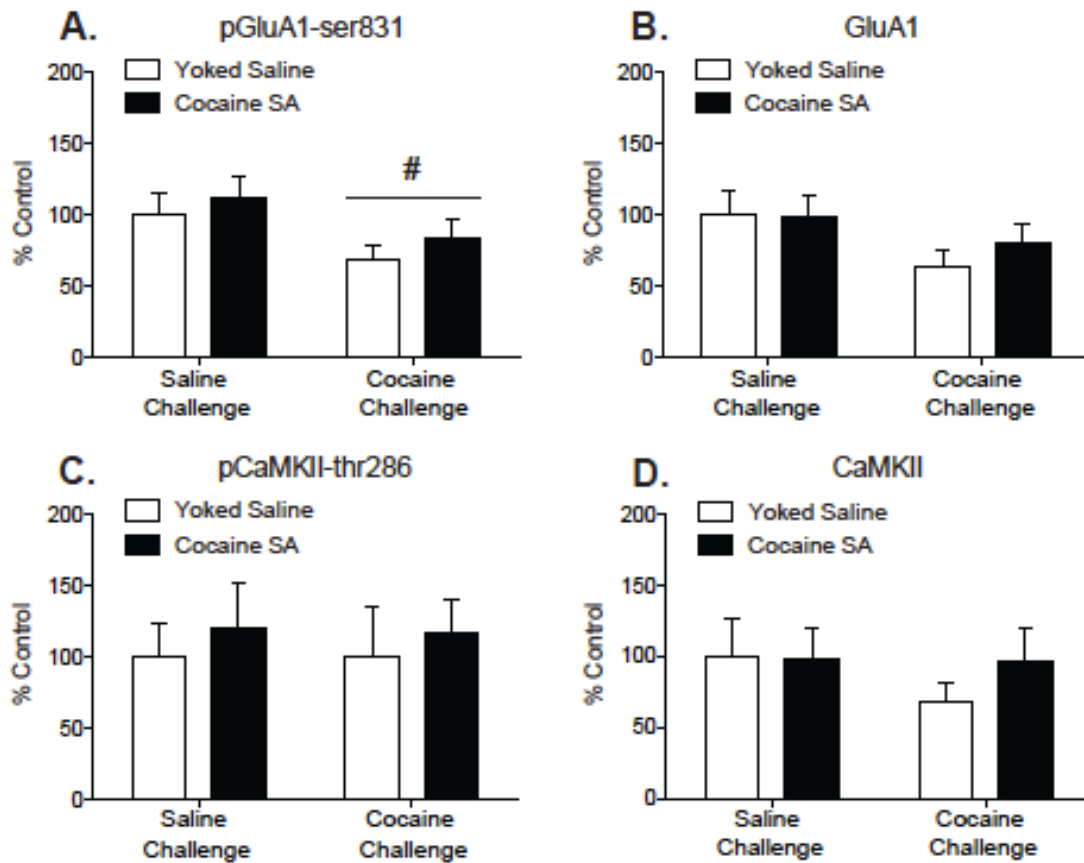 A. pGluA1-ser831
Yoked Saline
Cocaine SA
#
% Control
200
150
100
50
0
Saline Challenge
Cocaine Challenge
B. GluA1
Yoked Saline
Cocaine SA
% Control
200
150
100
50
0
Saline Challenge
Cocaine Challenge
C. pCaMKII-thr286
Yoked Saline
Cocaine SA
% Control
200
150
100
50
0
Saline Challenge
Cocaine Challenge
D. CaMKII
Yoked Saline
Cocaine SA
% Control
200
150
100
50
0
Saline Challenge
Cocaine Challenge